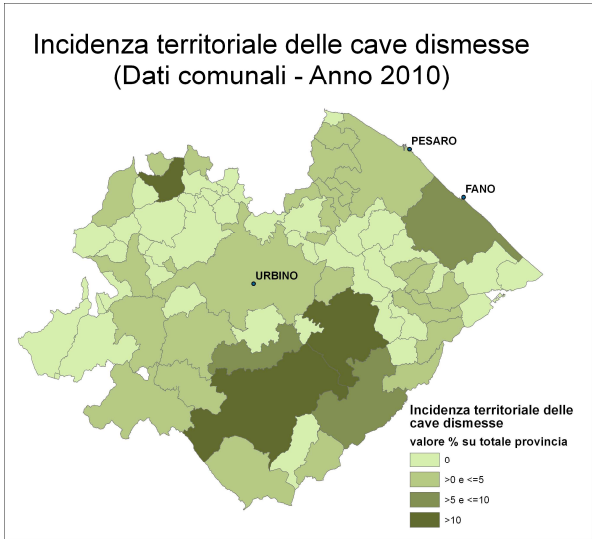 Incidenza territoriale delle cave dismesse
(Dati comunali - Anno 2010)
PESARO
FANO
URBINO
Incidenza territoriale delle
cave dismesse
valore % su totale provincia
0
>0 e <=5
>5 e <=10
>10